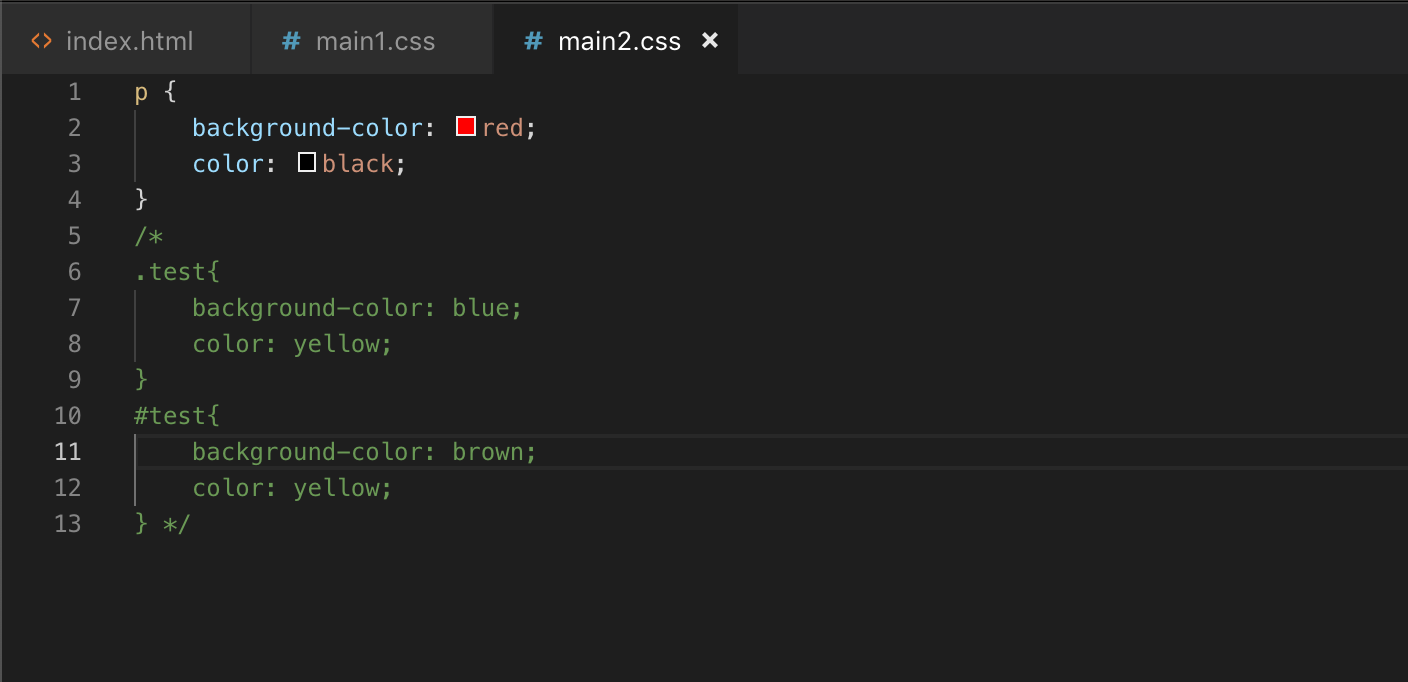 <> index.html # main1.css # main2.css ×
1 p {
2     background-color: red;
3     color: black;
4 }
5 /*
6 .test{
7     background-color: blue;
8     color: yellow;
9 }
10 #test{
11     background-color: brown;
12     color: yellow;
13 } */